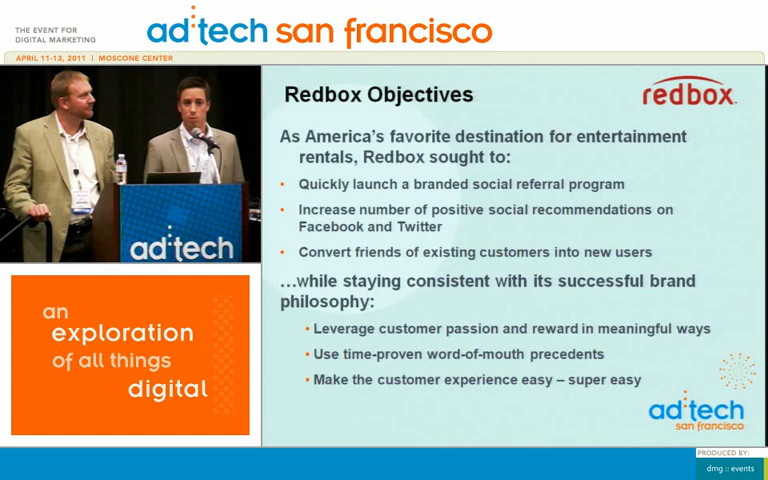 THE EVENT FOR
DIGITAL MARKETING
ad:tech san francisco
APRIL 11-13, 2011 | MOSCONE CENTER
ad:tech
an
exploration
of all things
digital
Redbox Objectives
redbox.
As America's favorite destination for entertainment
rentals, Redbox sought to:
• Quickly launch a branded social referral program
• Increase number of positive social recommendations on
Facebook and Twitter
• Convert friends of existing customers into new users
…while staying consistent with its successful brand
philosophy:
• Leverage customer passion and reward in meaningful ways
• Use time-proven word-of-mouth precedents
• Make the customer experience easy – super easy
ad:tech
san francisco
PRODUCED BY:
dmg :: events